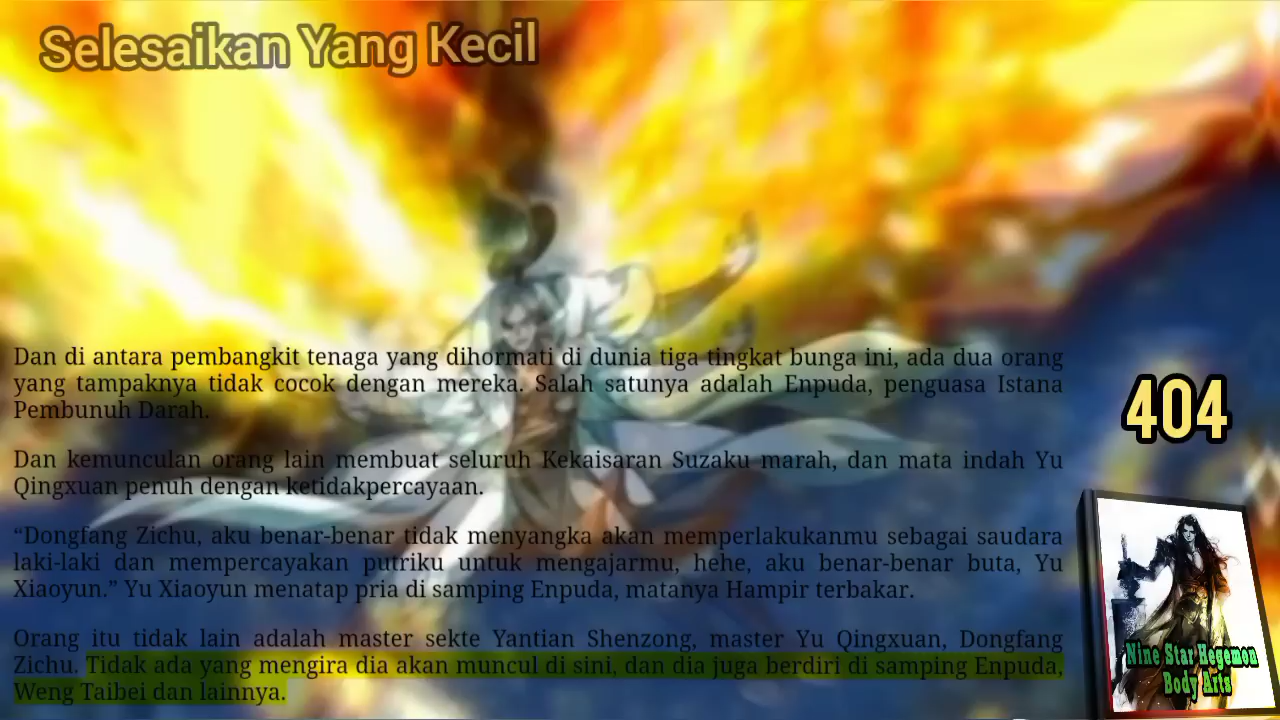 Selesaikan Yang Kecil
Dan di antara pembangkit tenaga yang dihormati di dunia tiga tingkat bunga ini, ada dua orang
yang tampaknya tidak cocok dengan mereka. Salah satunya adalah Enpuda, penguasa Istana
Pembunuh Darah.
Dan kemunculan orang lain membuat seluruh Kekaisaran Suzaku marah, dan mata indah Yu
Qingxuan penuh dengan ketidakpercayaan.
“Dongfang Zichu, aku benar-benar tidak menyangka akan memperlakukanmu sebagai saudara
laki-laki dan mempercayakan putriku untuk mengajarmu, hehe, aku benar-benar buta, Yu
Xiaoyun.” Yu Xiaoyun menatap pria di samping Enpuda, matanya Hampir terbakar.
Orang itu tidak lain adalah master sekte Yantian Shenzong, master Yu Qingxuan, Dongfang
Zichu. Tidak ada yang mengira dia akan muncul di sini, dan dia juga berdiri di samping Enpuda,
Weng Taibei dan lainnya.
404
Nine Star Hegemon
Body Arts